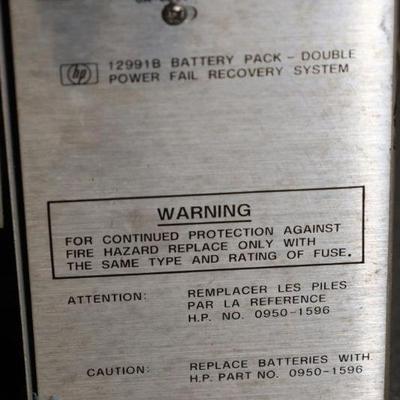 hp 12991B BATTERY PACK - DOUBLE
POWER FAIL RECOVERY SYSTEM
WARNING
FOR CONTINUED PROTECTION AGAINST
FIRE HAZARD REPLACE ONLY WITH
THE SAME TYPE AND RATING OF FUSE.
ATTENTION: REMPLACER LES PILES
PAR LA REFERENCE
H.P. NO. 0950-1596
CAUTION: REPLACE BATTERIES WITH
H.P. PART NO. 0950-1596